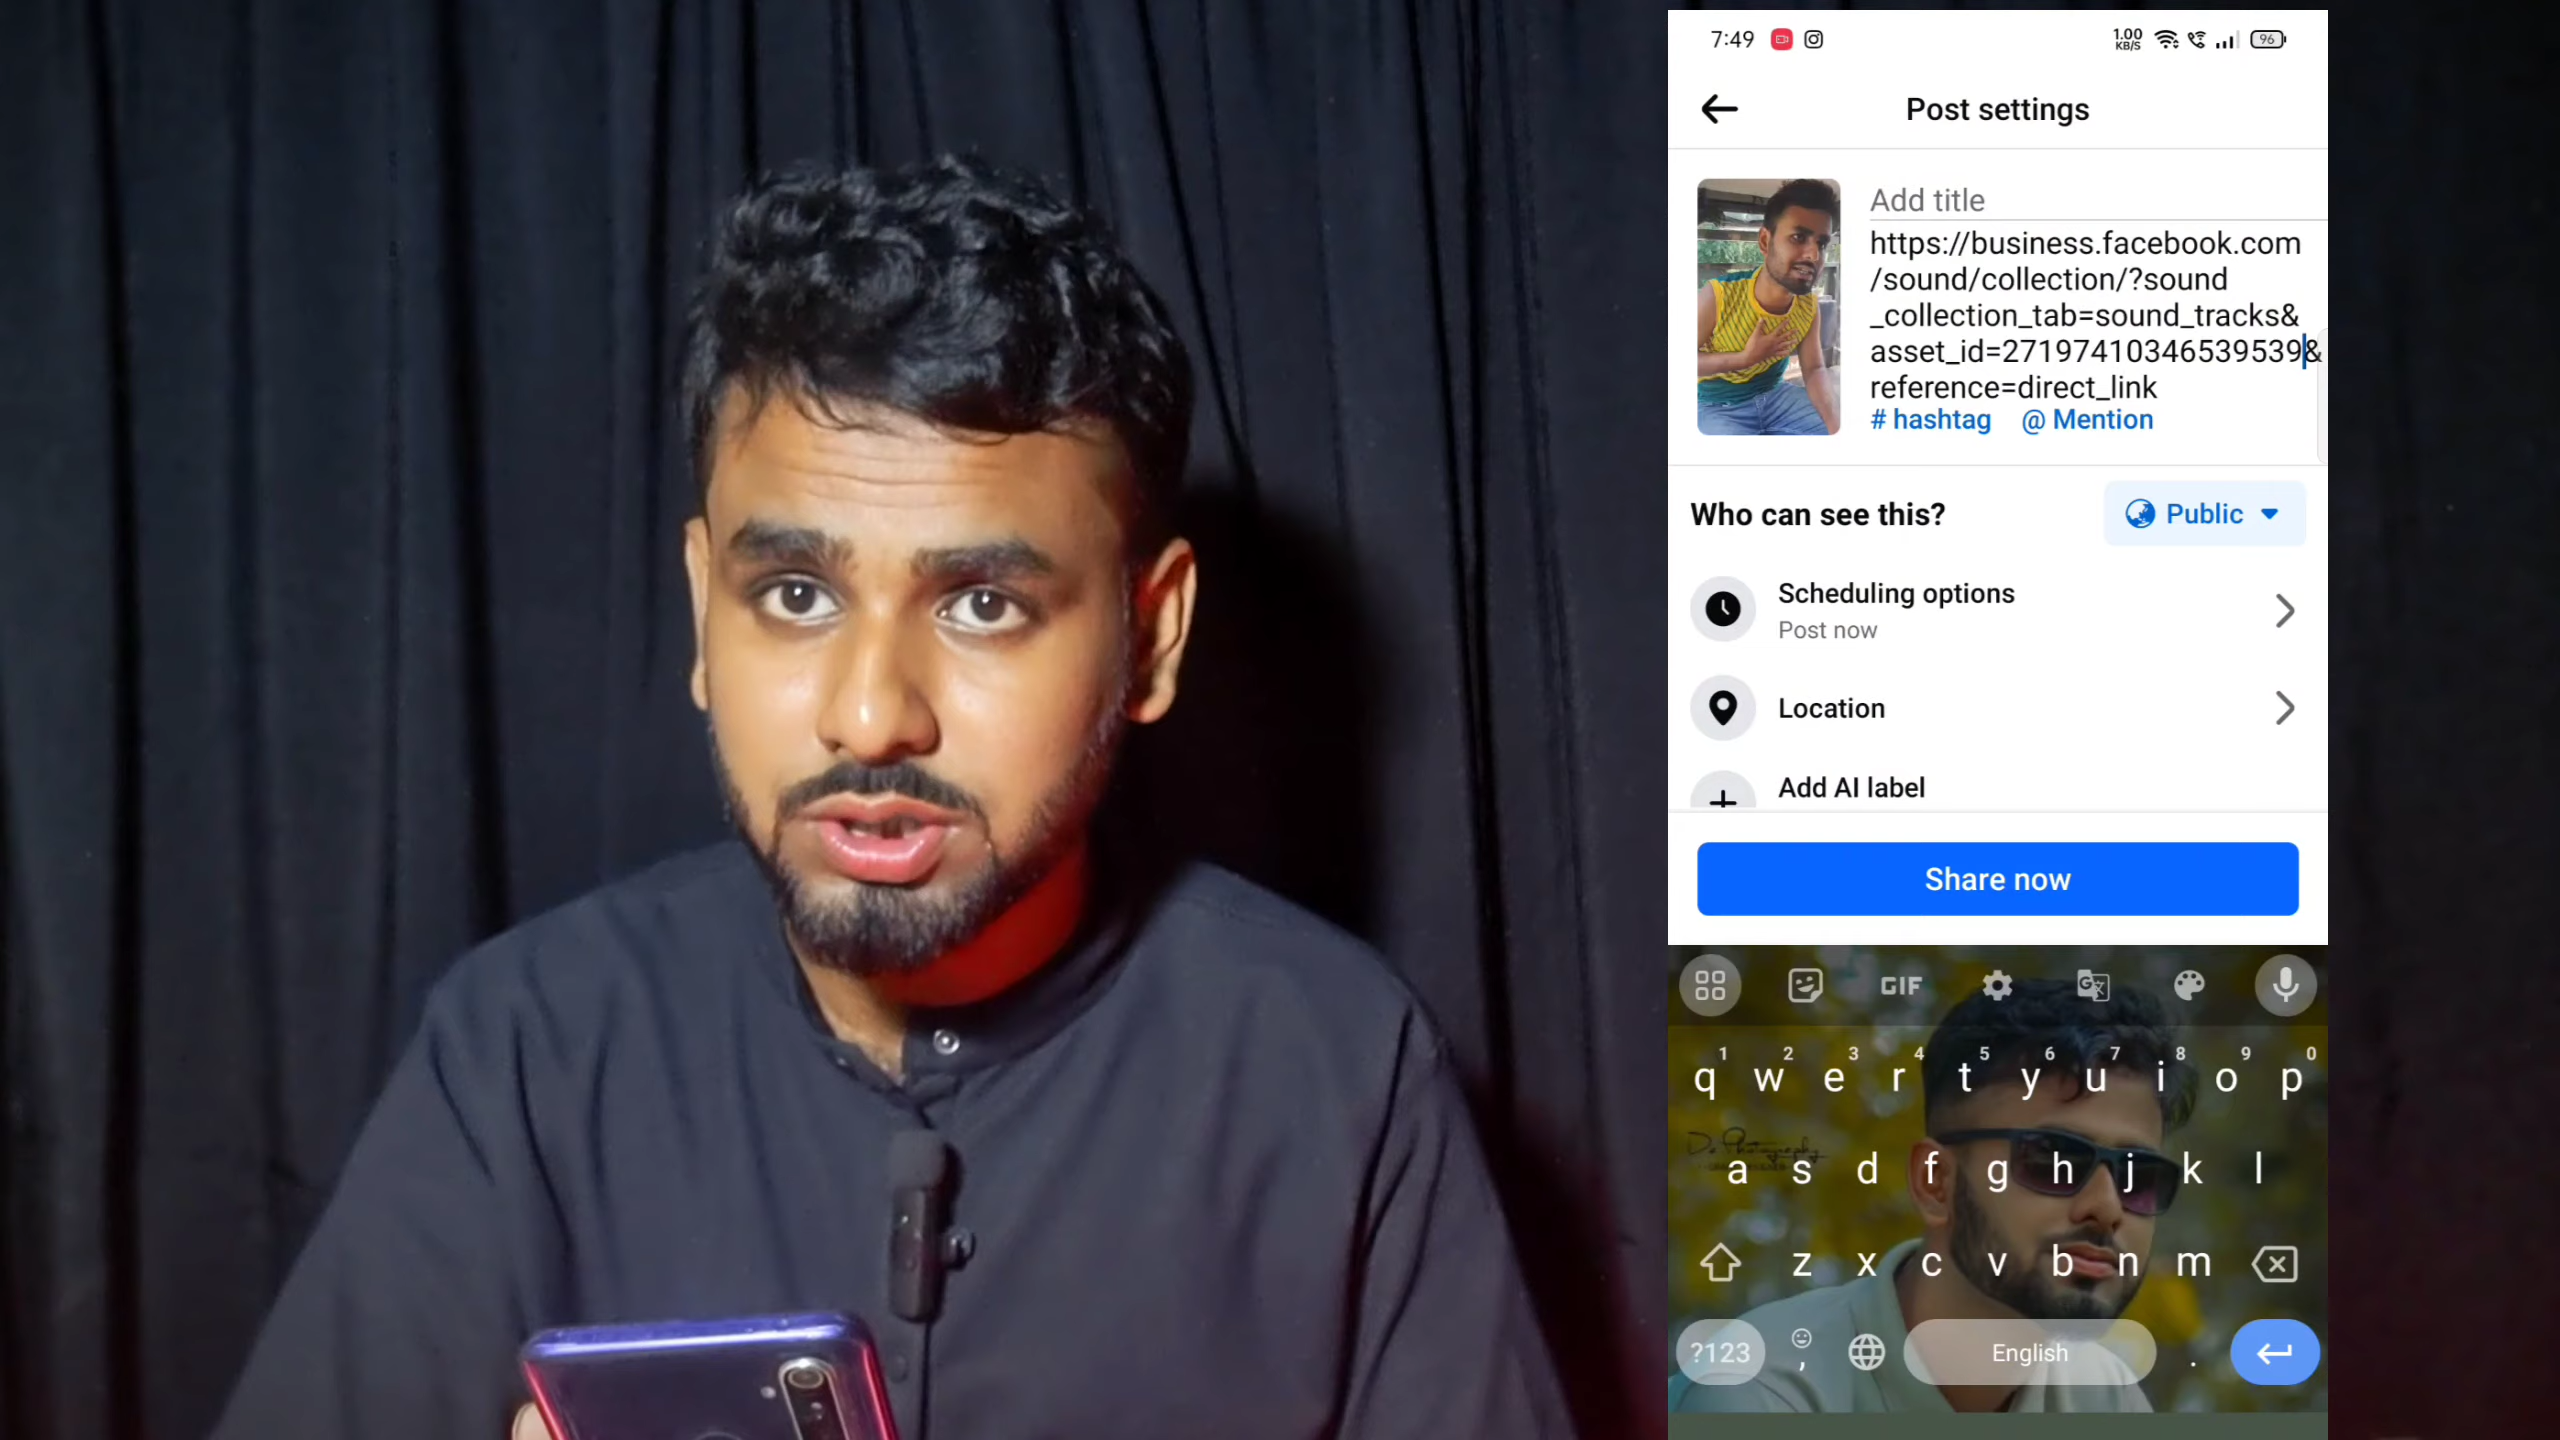 7:49
1.00
KB/S
96
Post settings
Add title
https://business.facebook.com
/sound/collection/?sound
_collection_tab=sound_tracks&
asset_id=27197410346539539&
reference=direct_link
# hashtag @ Mention
Who can see this?
Public
Scheduling options
Post now
Location
Add AI label
Share now
GIF
1 2 3 4 5 6 7 8 9 0
q w e r t y u i o p
a s d f g h j k l
z x c v b n m
?123 , English .